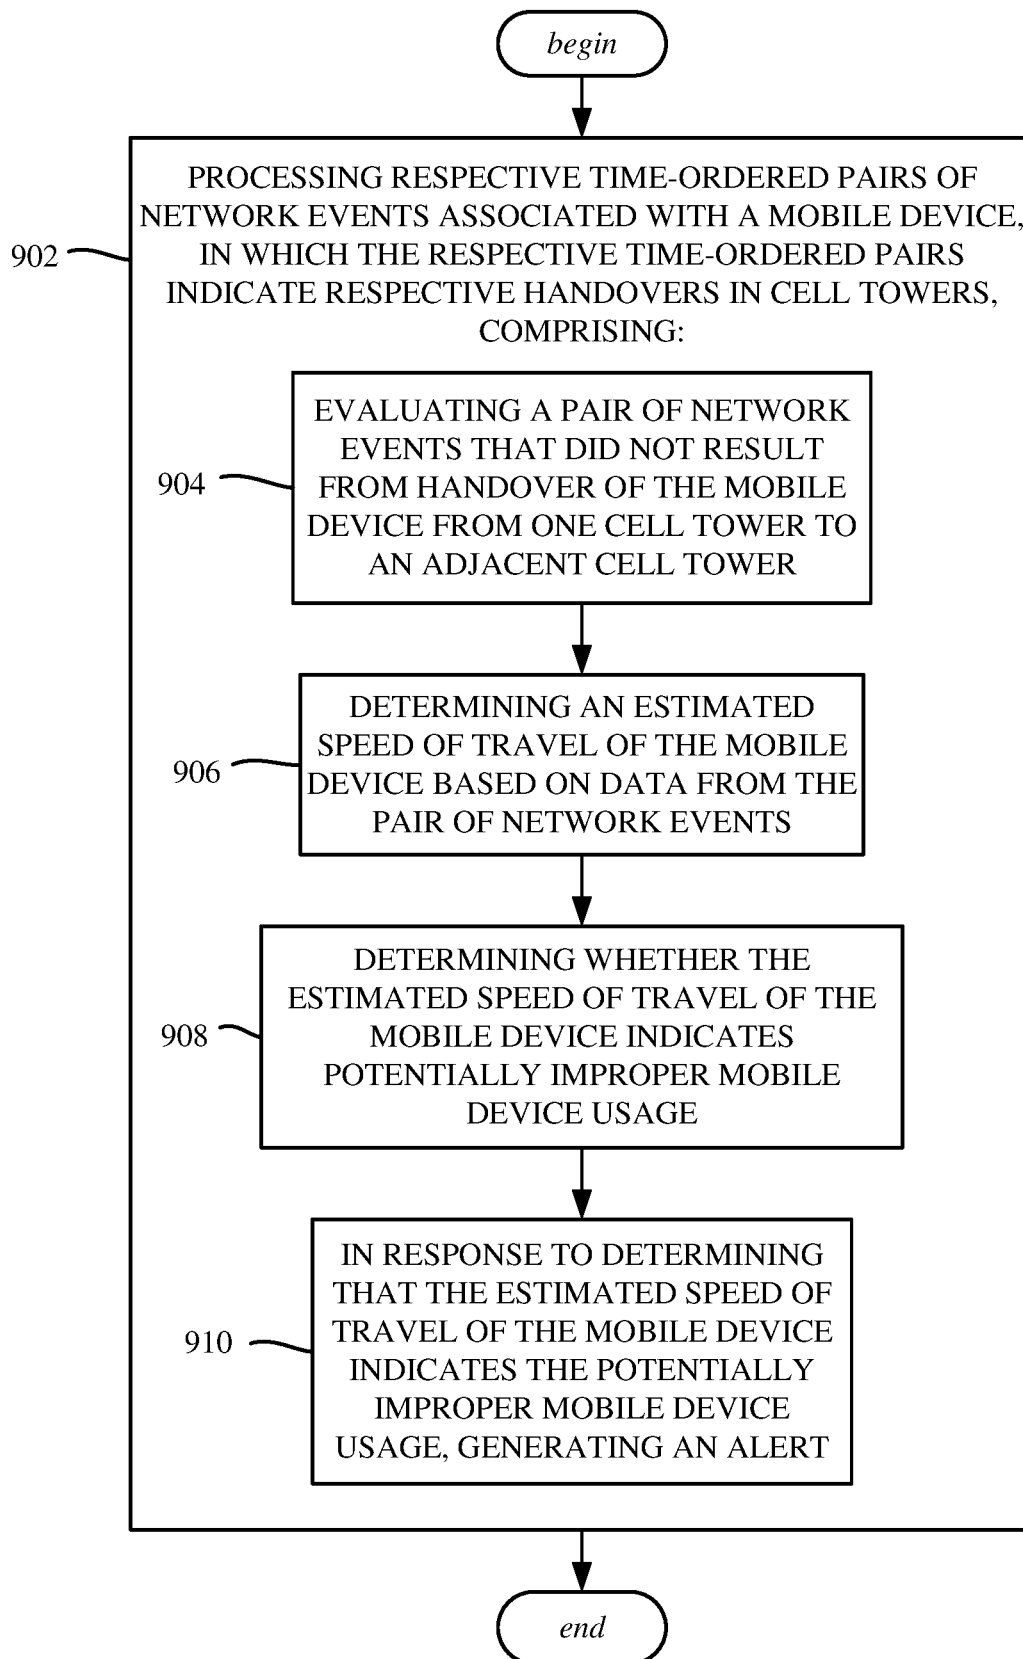 begin
PROCESSING RESPECTIVE TIME-ORDERED PAIRS OF
NETWORK EVENTS ASSOCIATED WITH A MOBILE DEVICE,
IN WHICH THE RESPECTIVE TIME-ORDERED PAIRS
INDICATE RESPECTIVE HANDOVERS IN CELL TOWERS,
COMPRISING:
902
EVALUATING A PAIR OF NETWORK
EVENTS THAT DID NOT RESULT
FROM HANDOVER OF THE MOBILE
DEVICE FROM ONE CELL TOWER TO
AN ADJACENT CELL TOWER
904
DETERMINING AN ESTIMATED
SPEED OF TRAVEL OF THE MOBILE
DEVICE BASED ON DATA FROM THE
PAIR OF NETWORK EVENTS
906
DETERMINING WHETHER THE
ESTIMATED SPEED OF TRAVEL OF THE
MOBILE DEVICE INDICATES
POTENTIALLY IMPROPER MOBILE
DEVICE USAGE
908
IN RESPONSE TO DETERMINING
THAT THE ESTIMATED SPEED OF
TRAVEL OF THE MOBILE DEVICE
INDICATES THE POTENTIALLY
IMPROPER MOBILE DEVICE
USAGE, GENERATING AN ALERT
910
end